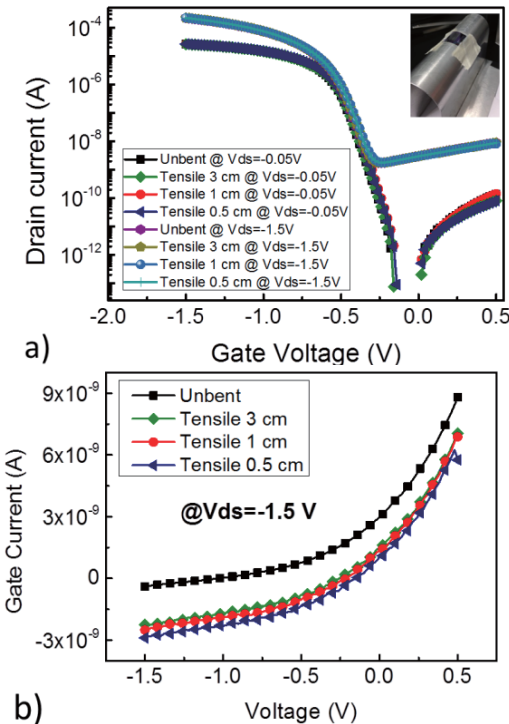 10⁻⁴
10⁻⁶
10⁻⁸
10⁻¹⁰
10⁻¹²
Drain current (A)
Unbent @ Vds=-0.05V
Tensile 3 cm @ Vds=-0.05V
Tensile 1 cm @ Vds=-0.05V
Tensile 0.5 cm @ Vds=-0.05V
Unbent @ Vds=-1.5V
Tensile 3 cm @ Vds=-1.5V
Tensile 1 cm @ Vds=-1.5V
Tensile 0.5 cm @ Vds=-1.5V
-2.0 -1.5 -1.0 -0.5 0.0 0.5
a) Gate Voltage (V)
9x10⁻⁹
6x10⁻⁹
3x10⁻⁹
0
-3x10⁻⁹
Gate Current (A)
Unbent
Tensile 3 cm
Tensile 1 cm
Tensile 0.5 cm
@Vds=-1.5 V
-1.5 -1.0 -0.5 0.0 0.5
b) Voltage (V)